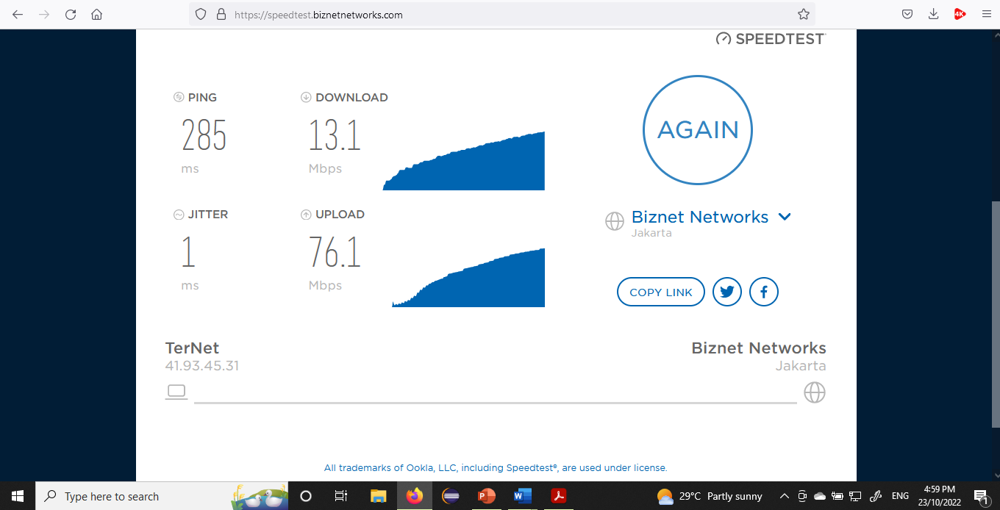 https://speedtest.biznetnetworks.com
4K
SPEEDTEST
PING
285
ms
DOWNLOAD
13.1
Mbps
AGAIN
JITTER
1
ms
UPLOAD
76.1
Mbps
Biznet Networks
Jakarta
COPY LINK
TerNet
41.93.45.31
Biznet Networks
Jakarta
All trademarks of Ookla, LLC, including Speedtest®, are used under license.
Type here to search
29°C Partly sunny
ENG
4:59 PM
23/10/2022
1